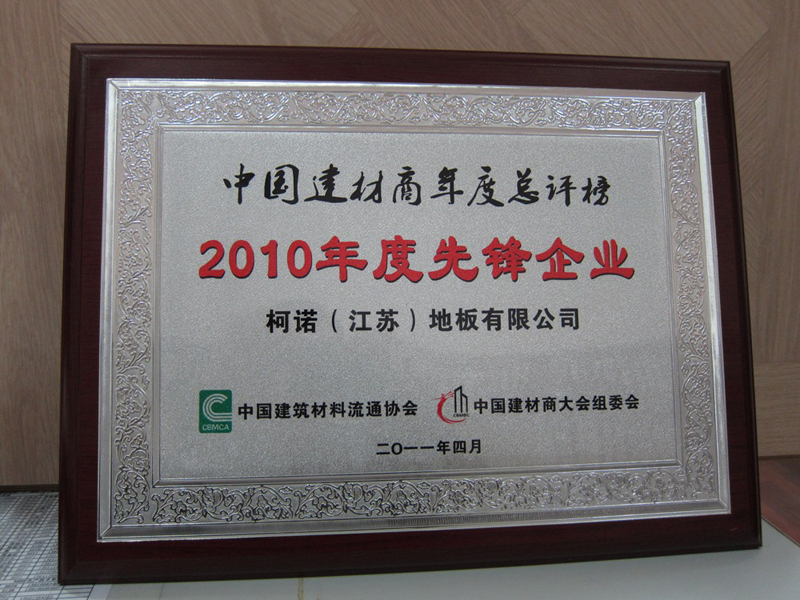 中国建材商年度总评榜
2010年度先锋企业
柯诺（江苏）地板有限公司
CBMCA 中国建筑材料流通协会 中国建材商大会组委会
二〇一一年四月